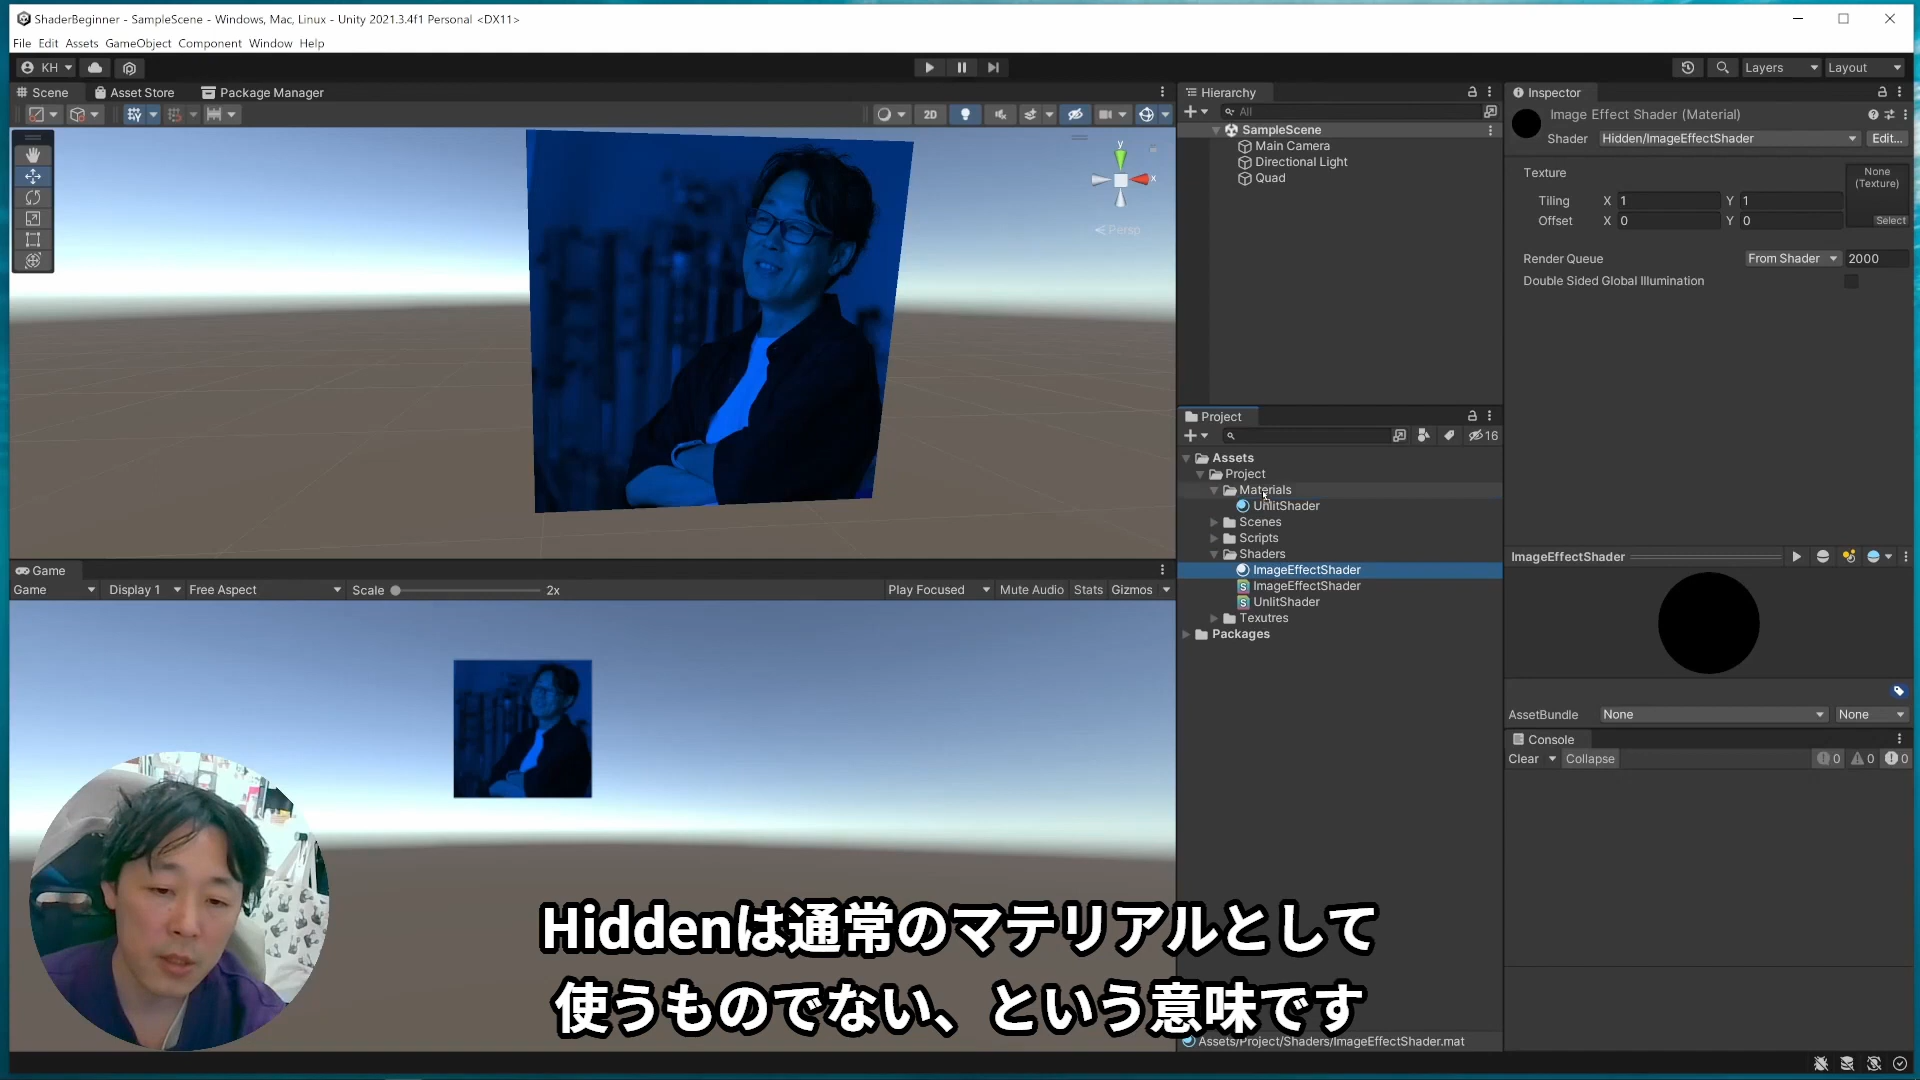 ShaderBeginner - SampleScene - Windows, Mac, Linux - Unity 2021.3.4f1 Personal <DX11>
File Edit Assets GameObject Component Window Help
KH
Layers
Layout
Scene
Asset Store
Package Manager
2D
y
x
Persp
Hierarchy
All
SampleScene
Main Camera
Directional Light
Quad
Inspector
Image Effect Shader (Material)
Shader Hidden/ImageEffectShader Edit...
Texture
None
(Texture)
Tiling X 1 Y 1
Offset X 0 Y 0
Select
Render Queue From Shader 2000
Double Sided Global Illumination
Project
16
Assets
Project
Materials
UnlitShader
Scenes
Scripts
Shaders
ImageEffectShader
ImageEffectShader
UnlitShader
Texutres
Packages
Assets/Project/Shaders/ImageEffectShader.mat
ImageEffectShader
AssetBundle None None
Console
Clear Collapse 0 0 0
Game
Game Display 1 Free Aspect Scale 2x Play Focused Mute Audio Stats Gizmos
Hiddenは通常のマテリアルとして
使うものでない、という意味です